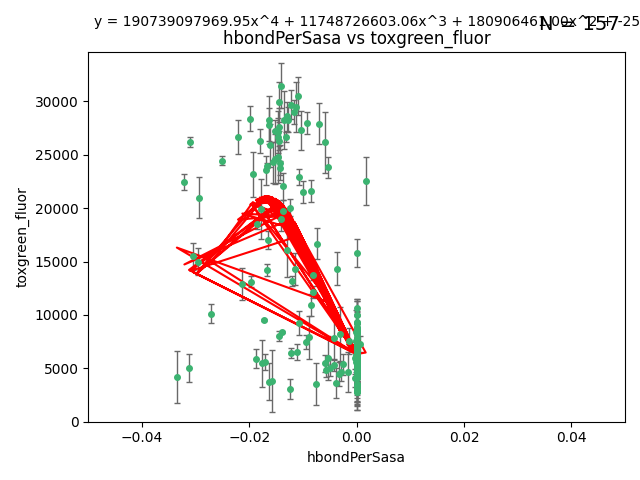 y = 190739097969.95x^4 + 11748726603.06x^3 + 180906461.00x^2 + -25
N = 157
hbondPerSasa vs toxgreen_fluor
30000
25000
20000
15000
10000
5000
0
toxgreen_fluor
−0.04
−0.02
0.00
0.02
0.04
hbondPerSasa